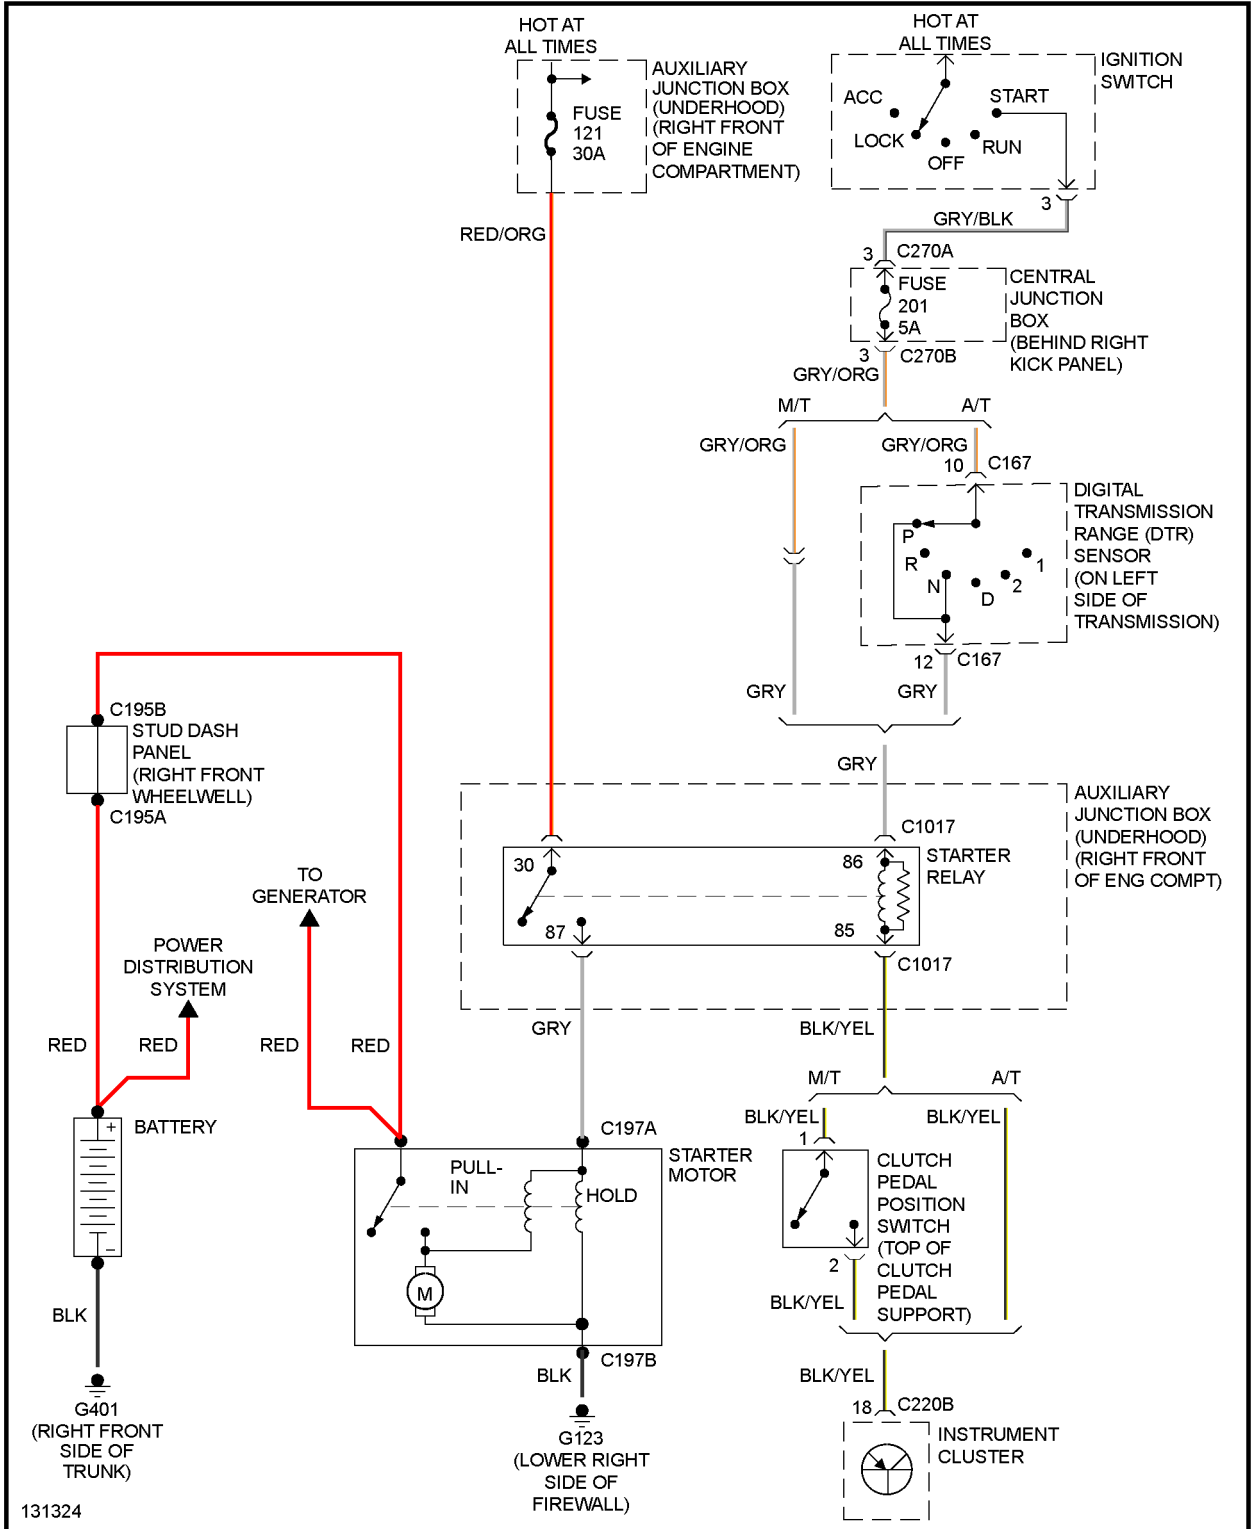 HOT AT
ALL TIMES
AUXILIARY
JUNCTION BOX
(UNDERHOOD)
(RIGHT FRONT
OF ENGINE
COMPARTMENT)
FUSE
121
30A
RED/ORG
HOT AT
ALL TIMES
IGNITION
SWITCH
ACC
START
LOCK
OFF
RUN
3
GRY/BLK
3
C270A
FUSE
201
5A
CENTRAL
JUNCTION
BOX
(BEHIND RIGHT
KICK PANEL)
3
C270B
GRY/ORG
M/T
A/T
GRY/ORG
GRY/ORG
10
C167
DIGITAL
TRANSMISSION
RANGE (DTR)
SENSOR
(ON LEFT
SIDE OF
TRANSMISSION)
P
R
N
D
2
1
12
C167
GRY
GRY
GRY
C195B
STUD DASH
PANEL
(RIGHT FRONT
WHEELWELL)
C195A
AUXILIARY
JUNCTION BOX
(UNDERHOOD)
(RIGHT FRONT
OF ENG COMPT)
C1017
STARTER
RELAY
30
86
87
85
C1017
TO
GENERATOR
POWER
DISTRIBUTION
SYSTEM
RED
RED
RED
RED
GRY
BLK/YEL
M/T
A/T
BLK/YEL
BLK/YEL
1
BATTERY
+
−
C197A
STARTER
MOTOR
PULL-
IN
HOLD
M
CLUTCH
PEDAL
POSITION
SWITCH
(TOP OF
CLUTCH
PEDAL
SUPPORT)
2
BLK/YEL
BLK
C197B
BLK
BLK/YEL
18
C220B
G401
(RIGHT FRONT
SIDE OF
TRUNK)
G123
(LOWER RIGHT
SIDE OF
FIREWALL)
INSTRUMENT
CLUSTER
131324